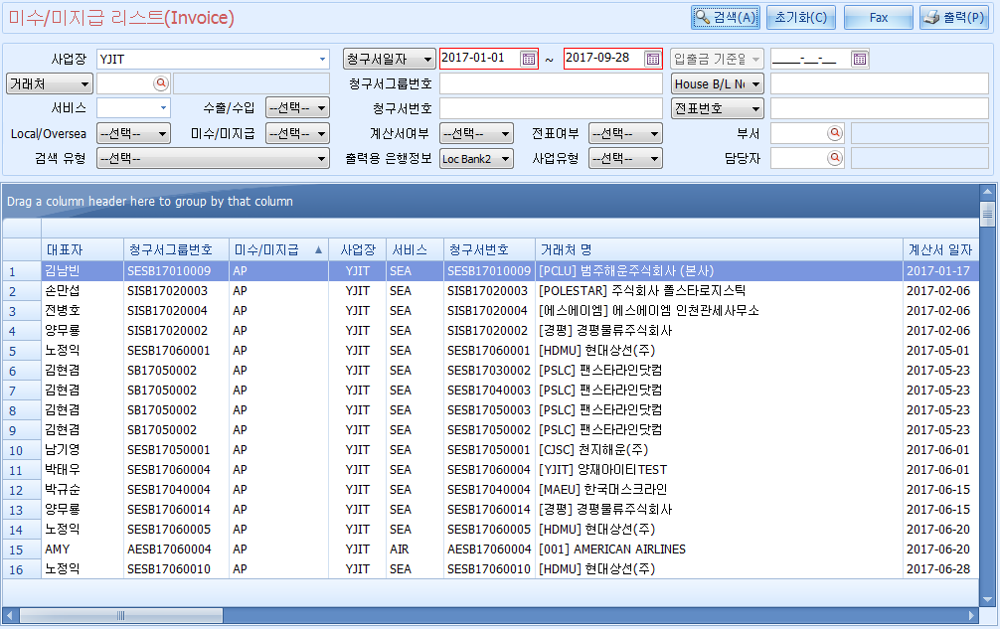 미수/미지급 리스트(Invoice) 검색(A) 초기화(C) Fax 출력(P)
사업장 YJIT 청구서일자 2017-01-01 ~ 2017-09-28 입출금 기준일 ____-__-__
거래처 청구서그룹번호 House B/L No
서비스 수출/수입 --선택-- 청구서번호 전표번호
Local/Oversea --선택-- 미수/미지급 --선택-- 계산서여부 --선택-- 전표여부 --선택-- 부서
검색 유형 --선택-- 출력용 은행정보 Loc Bank2 사업유형 --선택-- 담당자
Drag a column header here to group by that column
대표자 청구서그룹번호 미수/미지급 사업장 서비스 청구서번호 거래처 명 계산서 일자
1 김남빈 SESB17010009 AP YJIT SEA SESB17010009 [PCLU] 범주해운주식회사 (본사) 2017-01-17
2 손만섭 SISB17020003 AP YJIT SEA SISB17020003 [POLESTAR] 주식회사 폴스타로지스틱 2017-02-06
3 전병호 SISB17020004 AP YJIT SEA SISB17020004 [에스에이엠] 에스에이엠 인천관세사무소 2017-02-06
4 양무룡 SISB17020002 AP YJIT SEA SISB17020002 [경평] 경평물류주식회사 2017-02-06
5 노정익 SESB17060001 AP YJIT SEA SESB17060001 [HDMU] 현대상선(주) 2017-05-01
6 김현겸 SB17050002 AP YJIT SEA SESB17030002 [PSLC] 팬스타라인닷컴 2017-05-23
7 김현겸 SB17050002 AP YJIT SEA SESB17040003 [PSLC] 팬스타라인닷컴 2017-05-23
8 김현겸 SB17050002 AP YJIT SEA SESB17050003 [PSLC] 팬스타라인닷컴 2017-05-23
9 김현겸 SB17050002 AP YJIT SEA SESB17050002 [PSLC] 팬스타라인닷컴 2017-05-23
10 남기영 SESB17050001 AP YJIT SEA SESB17050001 [CJSC] 천지해운(주) 2017-06-01
11 박태우 SESB17060004 AP YJIT SEA SESB17060004 [YJIT] 양재아이티TEST 2017-06-01
12 박규순 SESB17040004 AP YJIT SEA SESB17040004 [MAEU] 한국머스크라인 2017-06-15
13 양무룡 SESB17060014 AP YJIT SEA SESB17060014 [경평] 경평물류주식회사 2017-06-15
14 노정익 SESB17060005 AP YJIT SEA SESB17060005 [HDMU] 현대상선(주) 2017-06-20
15 AMY AESB17060004 AP YJIT AIR AESB17060004 [001] AMERICAN AIRLINES 2017-06-20
16 노정익 SESB17060010 AP YJIT SEA SESB17060010 [HDMU] 현대상선(주) 2017-06-28